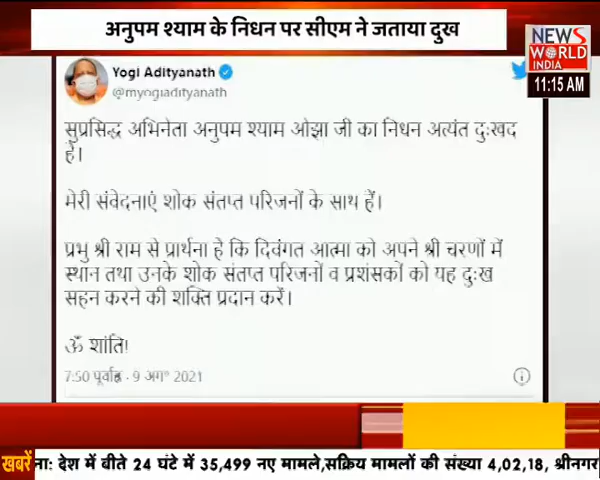 अनुपम श्याम के निधन पर सीएम ने जताया दुख
NEWS
WORLD
INDIA
11:15 AM
Yogi Adityanath
@myogiadityanath
सुप्रसिद्ध अभिनेता अनुपम श्याम ओझा जी का निधन अत्यंत दुःखद
है।
मेरी संवेदनाएं शोक संतप्त परिजनों के साथ हैं।
प्रभु श्री राम से प्रार्थना है कि दिवंगत आत्मा को अपने श्री चरणों में
स्थान तथा उनके शोक संतप्त परिजनों व प्रशंसकों को यह दुःख
सहन करने की शक्ति प्रदान करें।
ॐ शांति!
7:50 पूर्वाह्न · 9 अग॰ 2021
खबरें
ना: देश में बीते 24 घंटे में 35,499 नए मामले,सक्रिय मामलों की संख्या 4,02,18, श्रीनगर